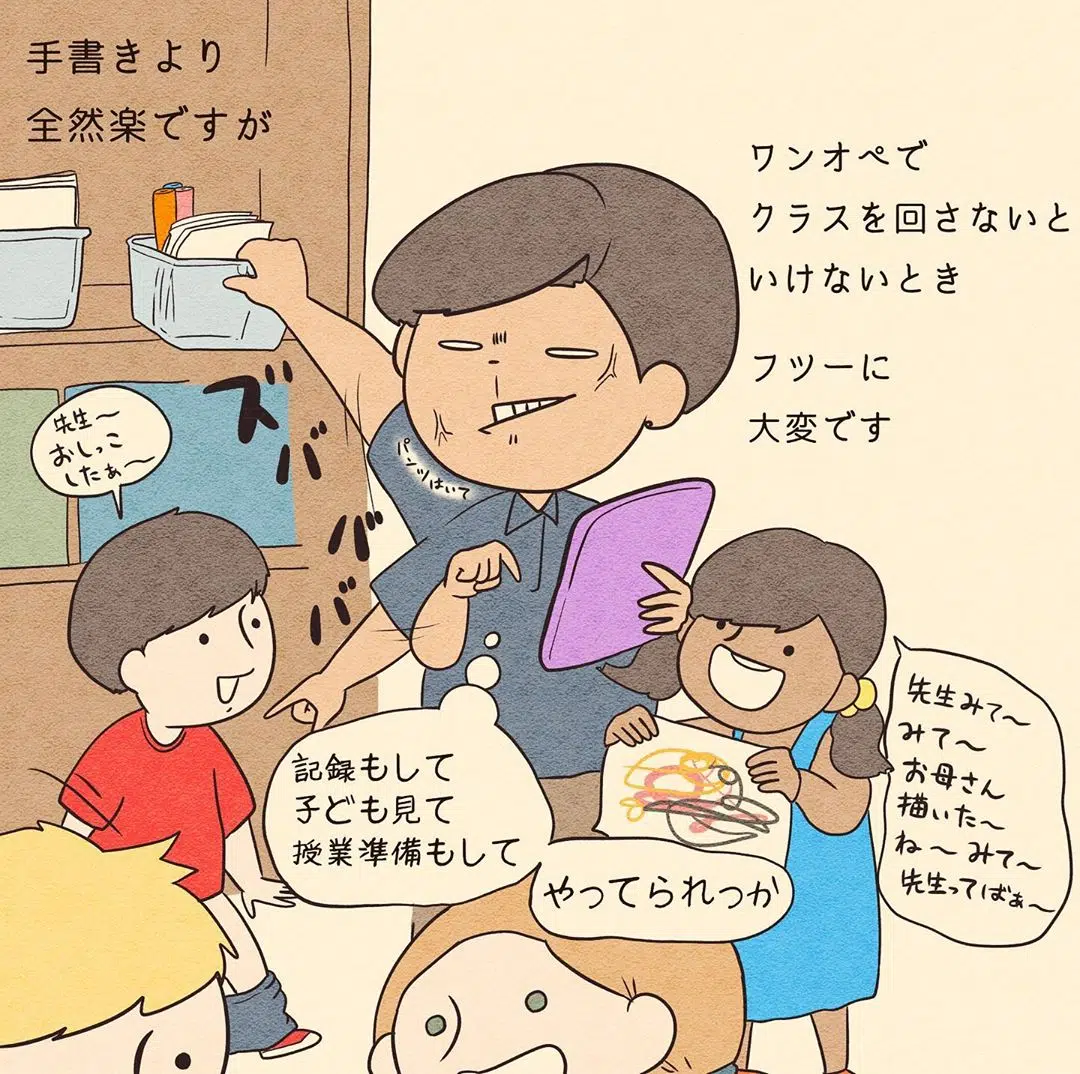 手書きより
全然楽ですが
ワンオペで
クラスを回さないと
いけないとき
フツーに
大変です
先生〜
おしっこ
したぁ〜
ズババババ
パンツはいて
記録もして
子ども見て
授業準備もして
やってられっか
先生みて〜
みて〜
お母さん
描いた〜
ね〜みて〜
先生ってばぁ〜